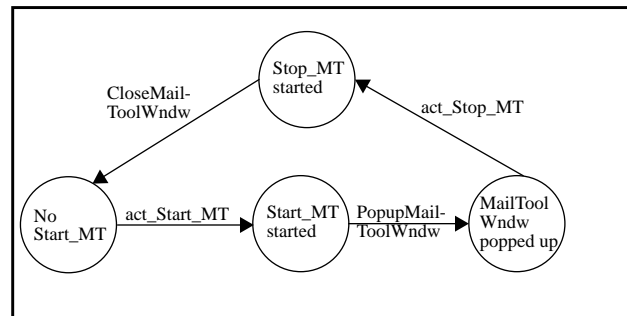 Stop_MT
started
CloseMail-
ToolWndw
act_Stop_MT
No
Start_MT
act_Start_MT
Start_MT
started
PopupMail-
ToolWndw
MailTool
Wndw
popped up